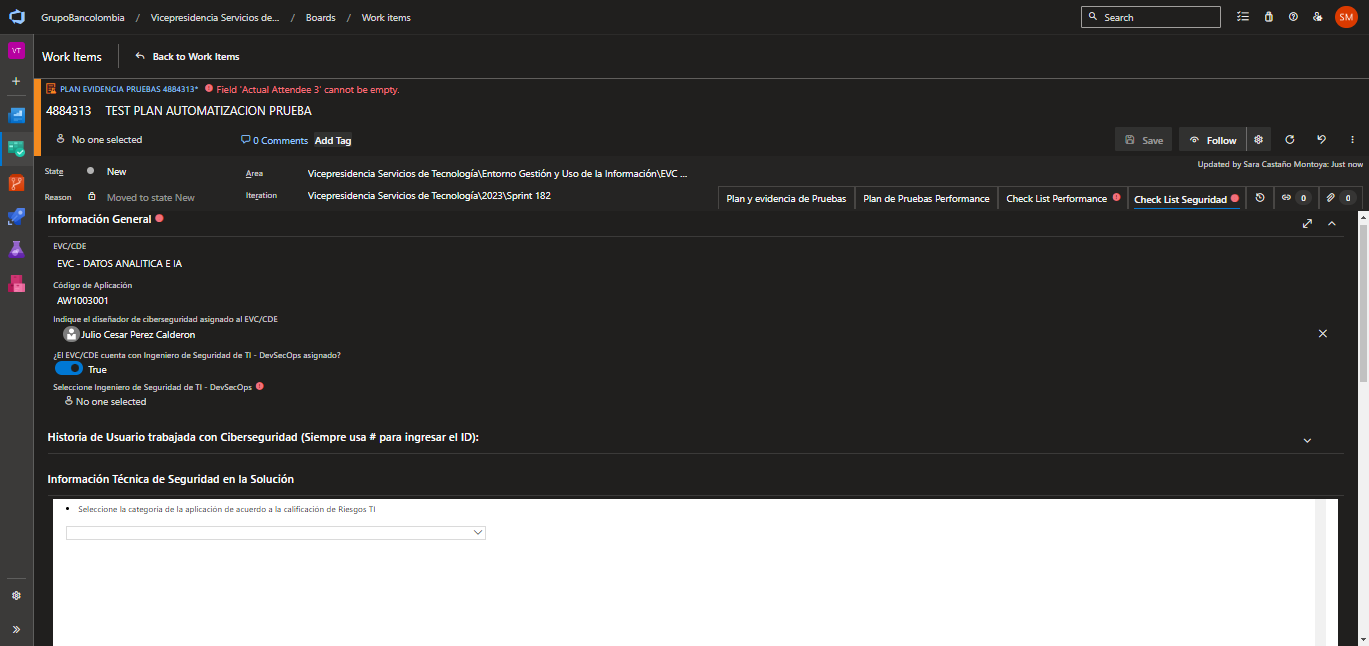 GrupoBancolombia / Vicepresidencia Servicios de... / Boards / Work items
Search
SM
VT
Work Items
Back to Work Items
PLAN EVIDENCIA PRUEBAS 4884313*
Field 'Actual Attendee 3' cannot be empty.
4884313 TEST PLAN AUTOMATIZACION PRUEBA
No one selected
0 Comments
Add Tag
Save
Follow
State
New
Area
Vicepresidencia Servicios de Tecnología\Entorno Gestión y Uso de la Información\EVC ...
Updated by Sara Castaño Montoya: Just now
Reason
Moved to state New
Iteration
Vicepresidencia Servicios de Tecnología\2023\Sprint 182
Plan y evidencia de Pruebas
Plan de Pruebas Performance
Check List Performance
Check List Seguridad
0
0
Información General
EVC/CDE
EVC - DATOS ANALITICA E IA
Código de Aplicación
AW1003001
Indique el diseñador de ciberseguridad asignado al EVC/CDE
Julio Cesar Perez Calderon
¿El EVC/CDE cuenta con Ingeniero de Seguridad de TI - DevSecOps asignado?
True
Seleccione Ingeniero de Seguridad de TI - DevSecOps
No one selected
Historia de Usuario trabajada con Ciberseguridad (Siempre usa # para ingresar el ID):
Información Técnica de Seguridad en la Solución
• Seleccione la categoria de la aplicación de acuerdo a la calificación de Riesgos TI